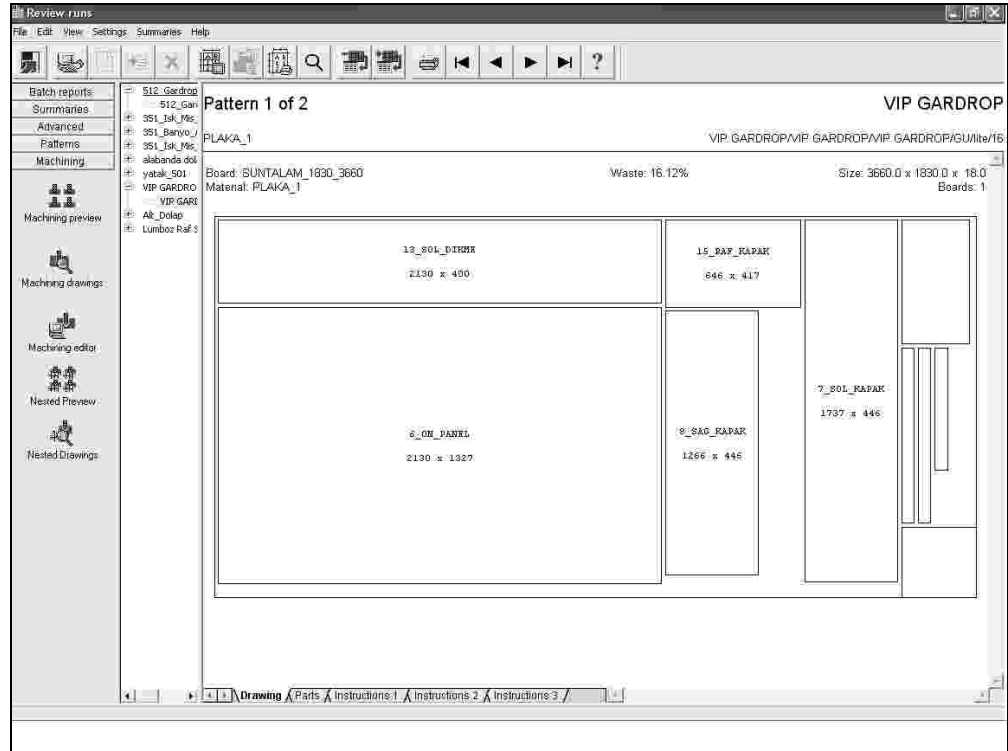 Review runs
File Edit View Settings Summaries Help
?
Batch reports
Summaries
Advanced
Patterns
Machining
Machining preview
Machining drawings
Machining editor
Nested Preview
Nested Drawings
512_Gardrop
512_Gar
351_Isk_Mis_
351_Banyo_/
351_Isk_Mis_
alabanda dol
yatak_501
VIP GARDRO
VIP GARD
Alt_Dolap
Lumboz Raf S
Pattern 1 of 2
VIP GARDROP
PLAKA_1
VIP GARDROP/VIP GARDROP/VIP GARDROP/GU/lite/16
Board: SUNTALAM_1830_3660
Waste: 16.12%
Size: 3660.0 x 1830.0 x 18.0
Material: PLAKA_1
Boards: 1
13_SOL_DIKME
2130 x 400
15_RAF_KAPAK
646 x 417
7_SOL_KAPAK
1737 x 446
6_ON_PANEL
2130 x 1327
8_SAG_KAPAK
1266 x 446
Drawing Parts Instructions 1 Instructions 2 Instructions 3